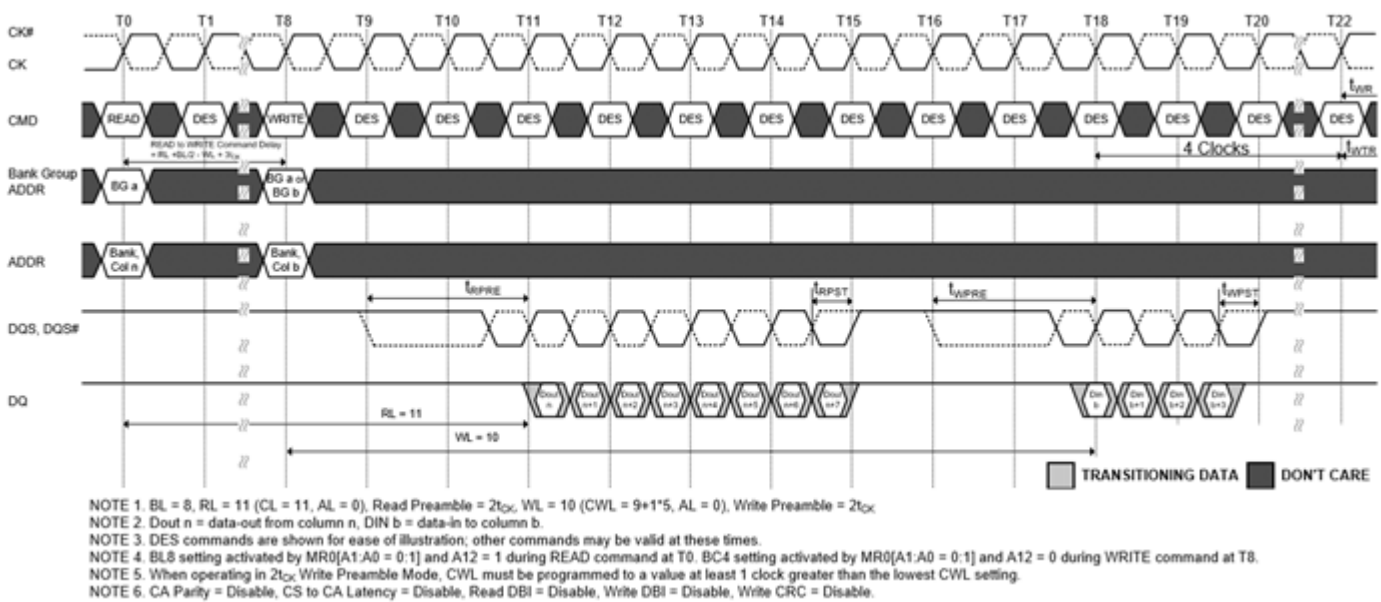 T0 T1 T8 T9 T10 T11 T12 T13 T14 T15 T16 T17 T18 T19 T20 T22
CK#
CK
tWR
CMD READ DES WRITE DES DES DES DES DES DES DES DES DES DES DES DES DES
READ to WRITE Command Delay
= RL +BL/2 - WL + 3tCK
4 Clocks
tWTR
Bank Group
ADDR
BG a
BG a or
BG b
ADDR
Bank,
Col n
Bank,
Col b
tRPRE tRPST tWPRE tWPST
DQS, DQS#
DQ
Dout n Dout n+1 Dout n+2 Dout n+3 Dout n+4 Dout n+5 Dout n+6 Dout n+7 Din b Din b+1 Din b+2 Din b+3
RL = 11
WL = 10
TRANSITIONING DATA DON'T CARE
NOTE 1. BL = 8, RL = 11 (CL = 11, AL = 0), Read Preamble = 2tCK, WL = 10 (CWL = 9+1*5, AL = 0), Write Preamble = 2tCK
NOTE 2. Dout n = data-out from column n, DIN b = data-in to column b.
NOTE 3. DES commands are shown for ease of illustration; other commands may be valid at these times.
NOTE 4. BL8 setting activated by MR0[A1:A0 = 0:1] and A12 = 1 during READ command at T0. BC4 setting activated by MR0[A1:A0 = 0:1] and A12 = 0 during WRITE command at T8.
NOTE 5. When operating in 2tCK Write Preamble Mode, CWL must be programmed to a value at least 1 clock greater than the lowest CWL setting.
NOTE 6. CA Parity = Disable, CS to CA Latency = Disable, Read DBI = Disable, Write DBI = Disable, Write CRC = Disable.